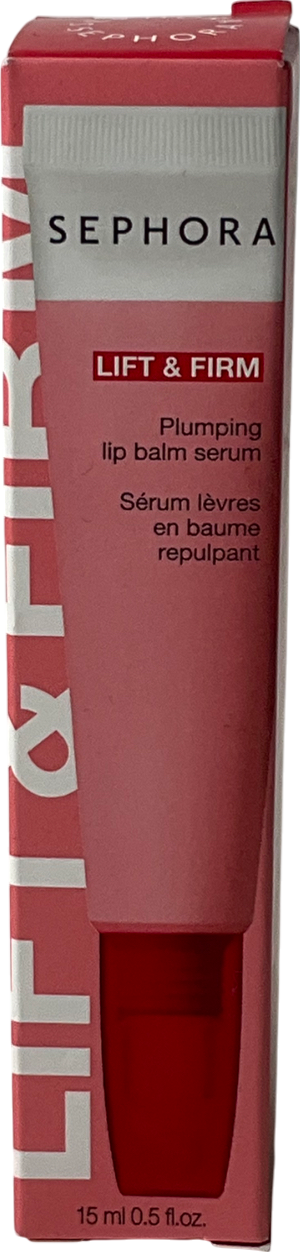 SEPHORA
SEPHORA
LIFT & FIRM
Plumping
lip balm serum
Sérum lèvres
en baume
repulpant
15 ml 0.5 fl.oz.
LIFT & FIRM